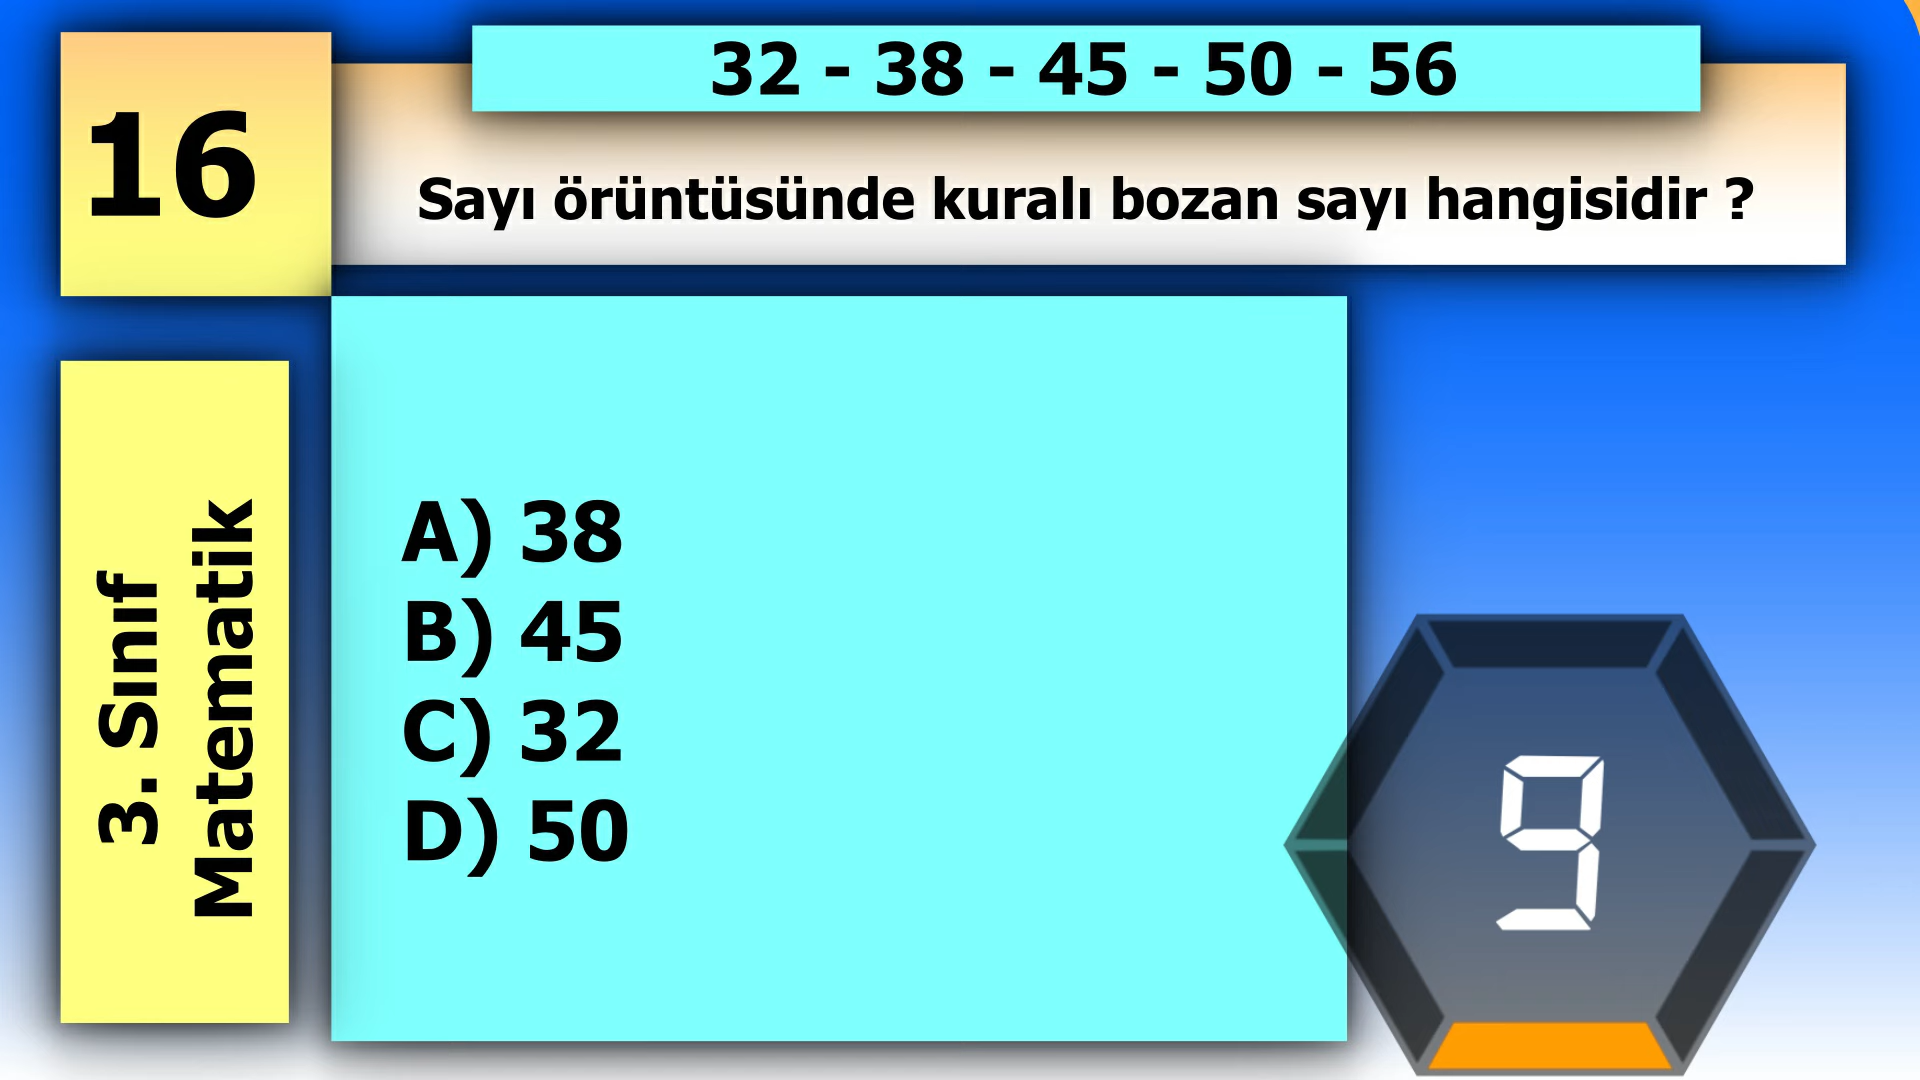 32 - 38 - 45 - 50 - 56
16
Sayı örüntüsünde kuralı bozan sayı hangisidir ?
3. Sınıf
Matematik
A) 38
B) 45
C) 32
D) 50
9